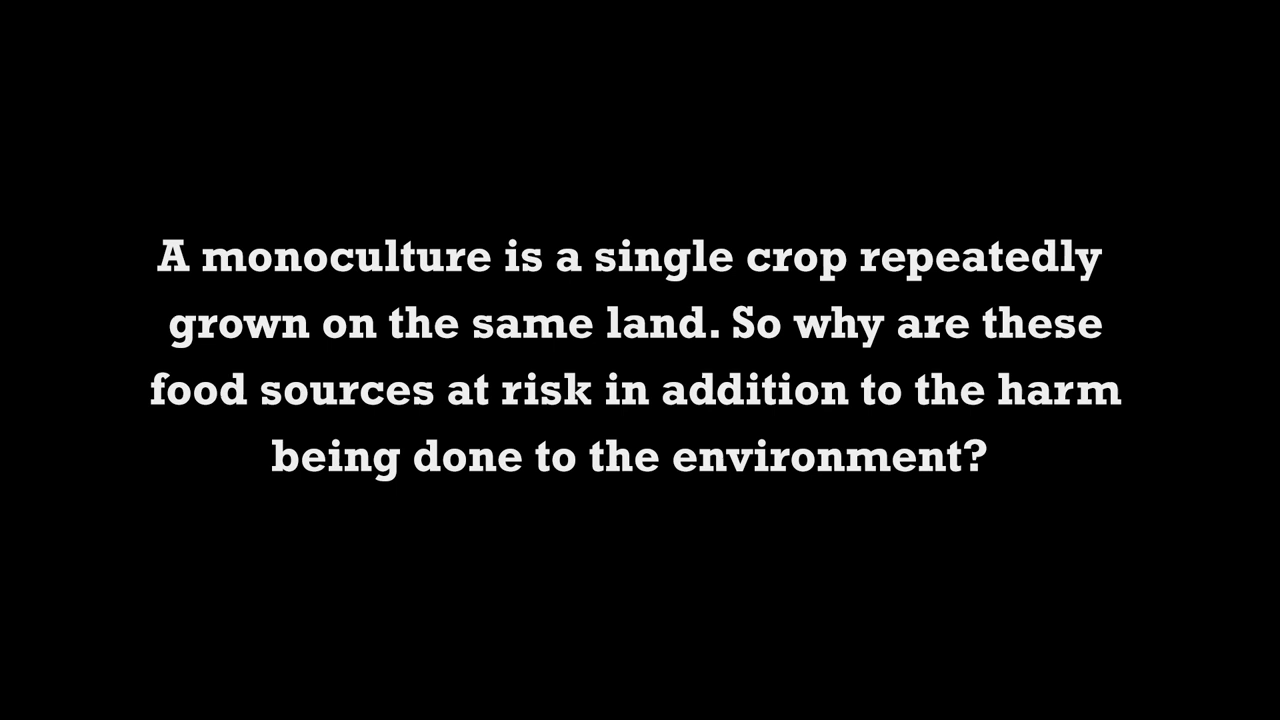 A monoculture is a single crop repeatedly
grown on the same land. So why are these
food sources at risk in addition to the harm
being done to the environment?